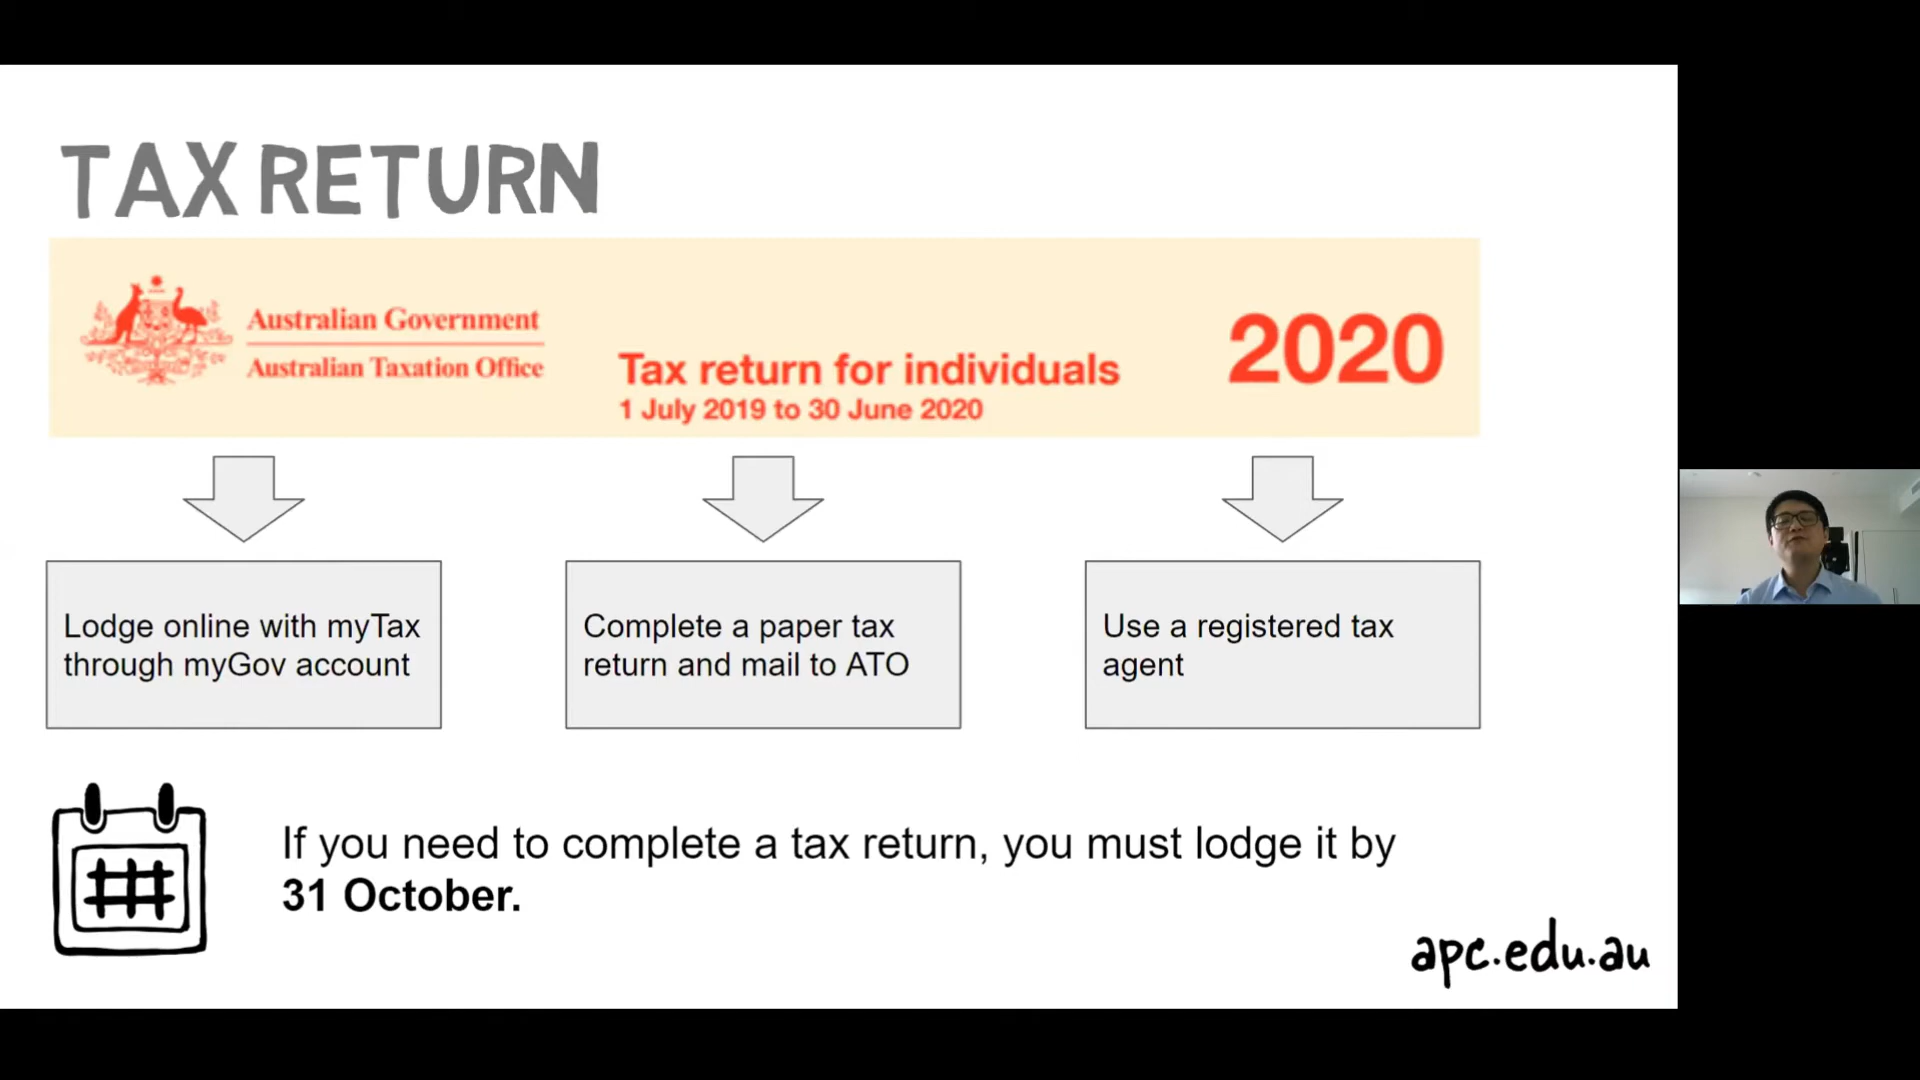 TAX RETURN
Australian Government
Australian Taxation Office
Tax return for individuals
1 July 2019 to 30 June 2020
2020
Lodge online with myTax
through myGov account
Complete a paper tax
return and mail to ATO
Use a registered tax
agent
If you need to complete a tax return, you must lodge it by
31 October.
apc.edu.au